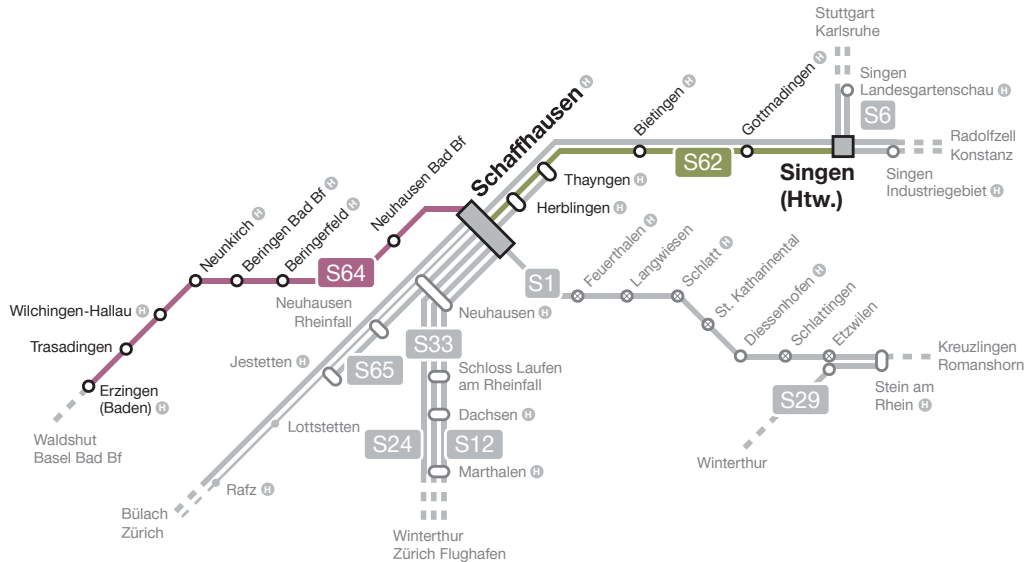 Stuttgart
Karlsruhe
Singen
Landesgartenschau H
S6
Radolfzell
Konstanz
Singen
Industriegebiet H
Singen
(Htw.)
Gottmadingen H
Bietingen H
S62
Thayngen H
Herblingen H
Schaffhausen H
Neuhausen Bad Bf
Beringerfeld H
Beringen Bad Bf H
Neunkirch H
S64
Wilchingen-Hallau H
Trasadingen
Erzingen
(Baden) H
Waldshut
Basel Bad Bf
Neuhausen
Rheinfall
Jestetten H
S65
Lottstetten
Rafz H
Bülach
Zürich
Neuhausen H
S33
Schloss Laufen
am Rheinfall
Dachsen H
S24
S12
Marthalen H
Winterthur
Zürich Flughafen
S1
Feuerthalen H
Langwiesen
Schlatt H
St. Katharinental
Diessenhofen H
Schlattingen
Etzwilen
Kreuzlingen
Romanshorn
Stein am
Rhein H
S29
Winterthur